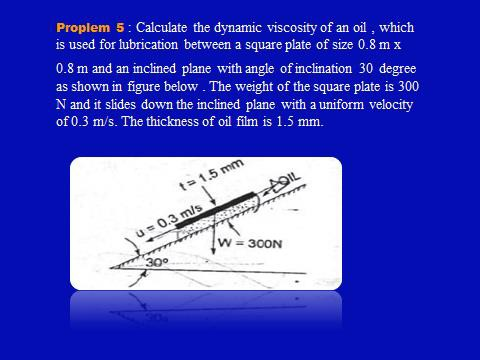 Proplem 5 : Calculate the dynamic viscosity of an oil , which
is used for lubrication between a square plate of size 0.8 m x
0.8 m and an inclined plane with angle of inclination 30 degree
as shown in figure below . The weight of the square plate is 300
N and it slides down the inclined plane with a uniform velocity
of 0.3 m/s. The thickness of oil film is 1.5 mm.
t = 1.5 mm
OIL
u = 0.3 m/s
W = 300N
30°